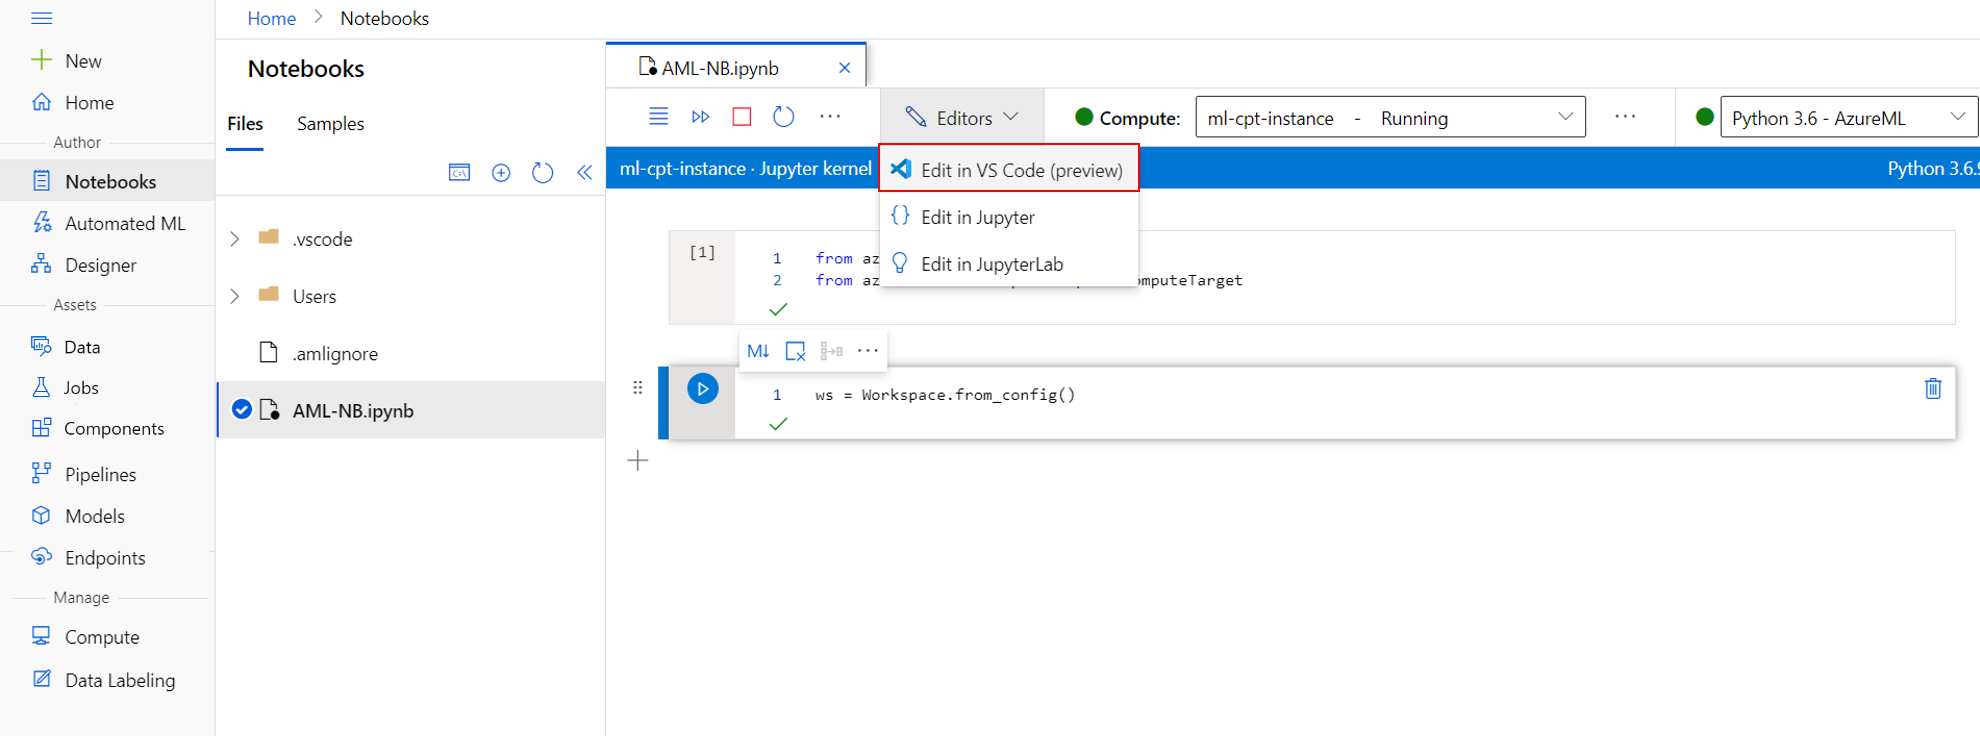 Home > Notebooks
New
Home
Author
Notebooks
Automated ML
Designer
Assets
Data
Jobs
Components
Pipelines
Models
Endpoints
Manage
Compute
Data Labeling
Notebooks
Files Samples
.vscode
Users
.amlignore
AML-NB.ipynb
AML-NB.ipynb
Editors Compute: ml-cpt-instance - Running Python 3.6 - AzureML
ml-cpt-instance · Jupyter kernel Python 3.6.9
Edit in VS Code (preview)
Edit in Jupyter
Edit in JupyterLab
[1]
1 from az
2 from az omputeTarget
M↓
1 ws = Workspace.from_config()